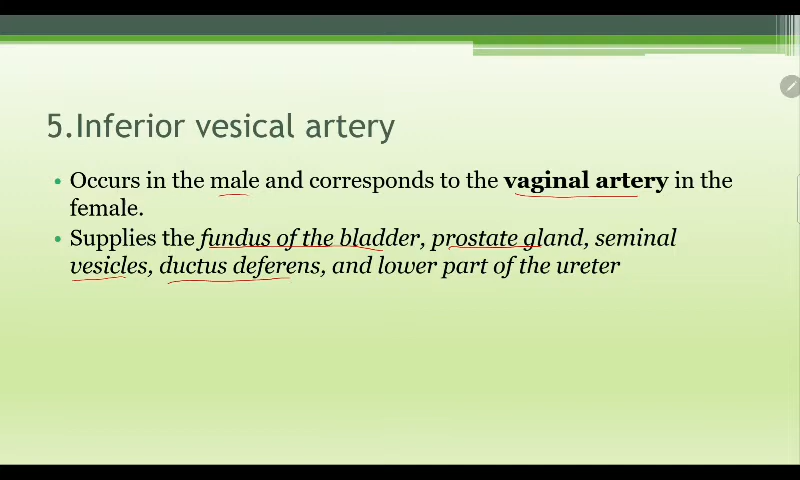 5.Inferior vesical artery
• Occurs in the male and corresponds to the vaginal artery in the
female.
• Supplies the fundus of the bladder, prostate gland, seminal
vesicles, ductus deferens, and lower part of the ureter